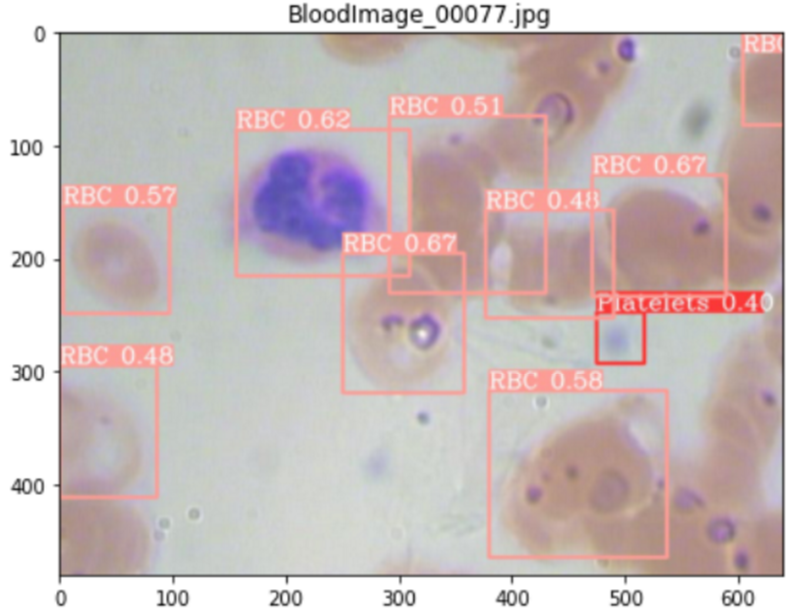 BloodImage_00077.jpg
0
RBC
RBC 0.62
RBC 0.51
100
RBC 0.67
RBC 0.57
RBC 0.48
200
RBC 0.67
Platelets 0.40
300
RBC 0.48
RBC 0.58
400
0 100 200 300 400 500 600